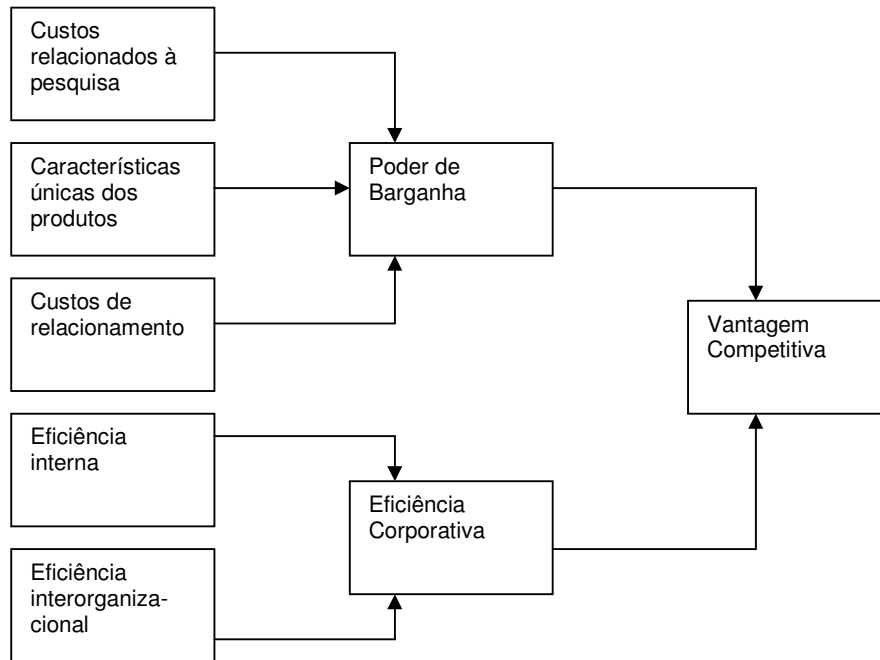 Custos
relacionados à
pesquisa
Características
únicas dos
produtos
Custos de
relacionamento
Eficiência
interna
Eficiência
interorganiza-
cional
Poder de
Barganha
Eficiência
Corporativa
Vantagem
Competitiva